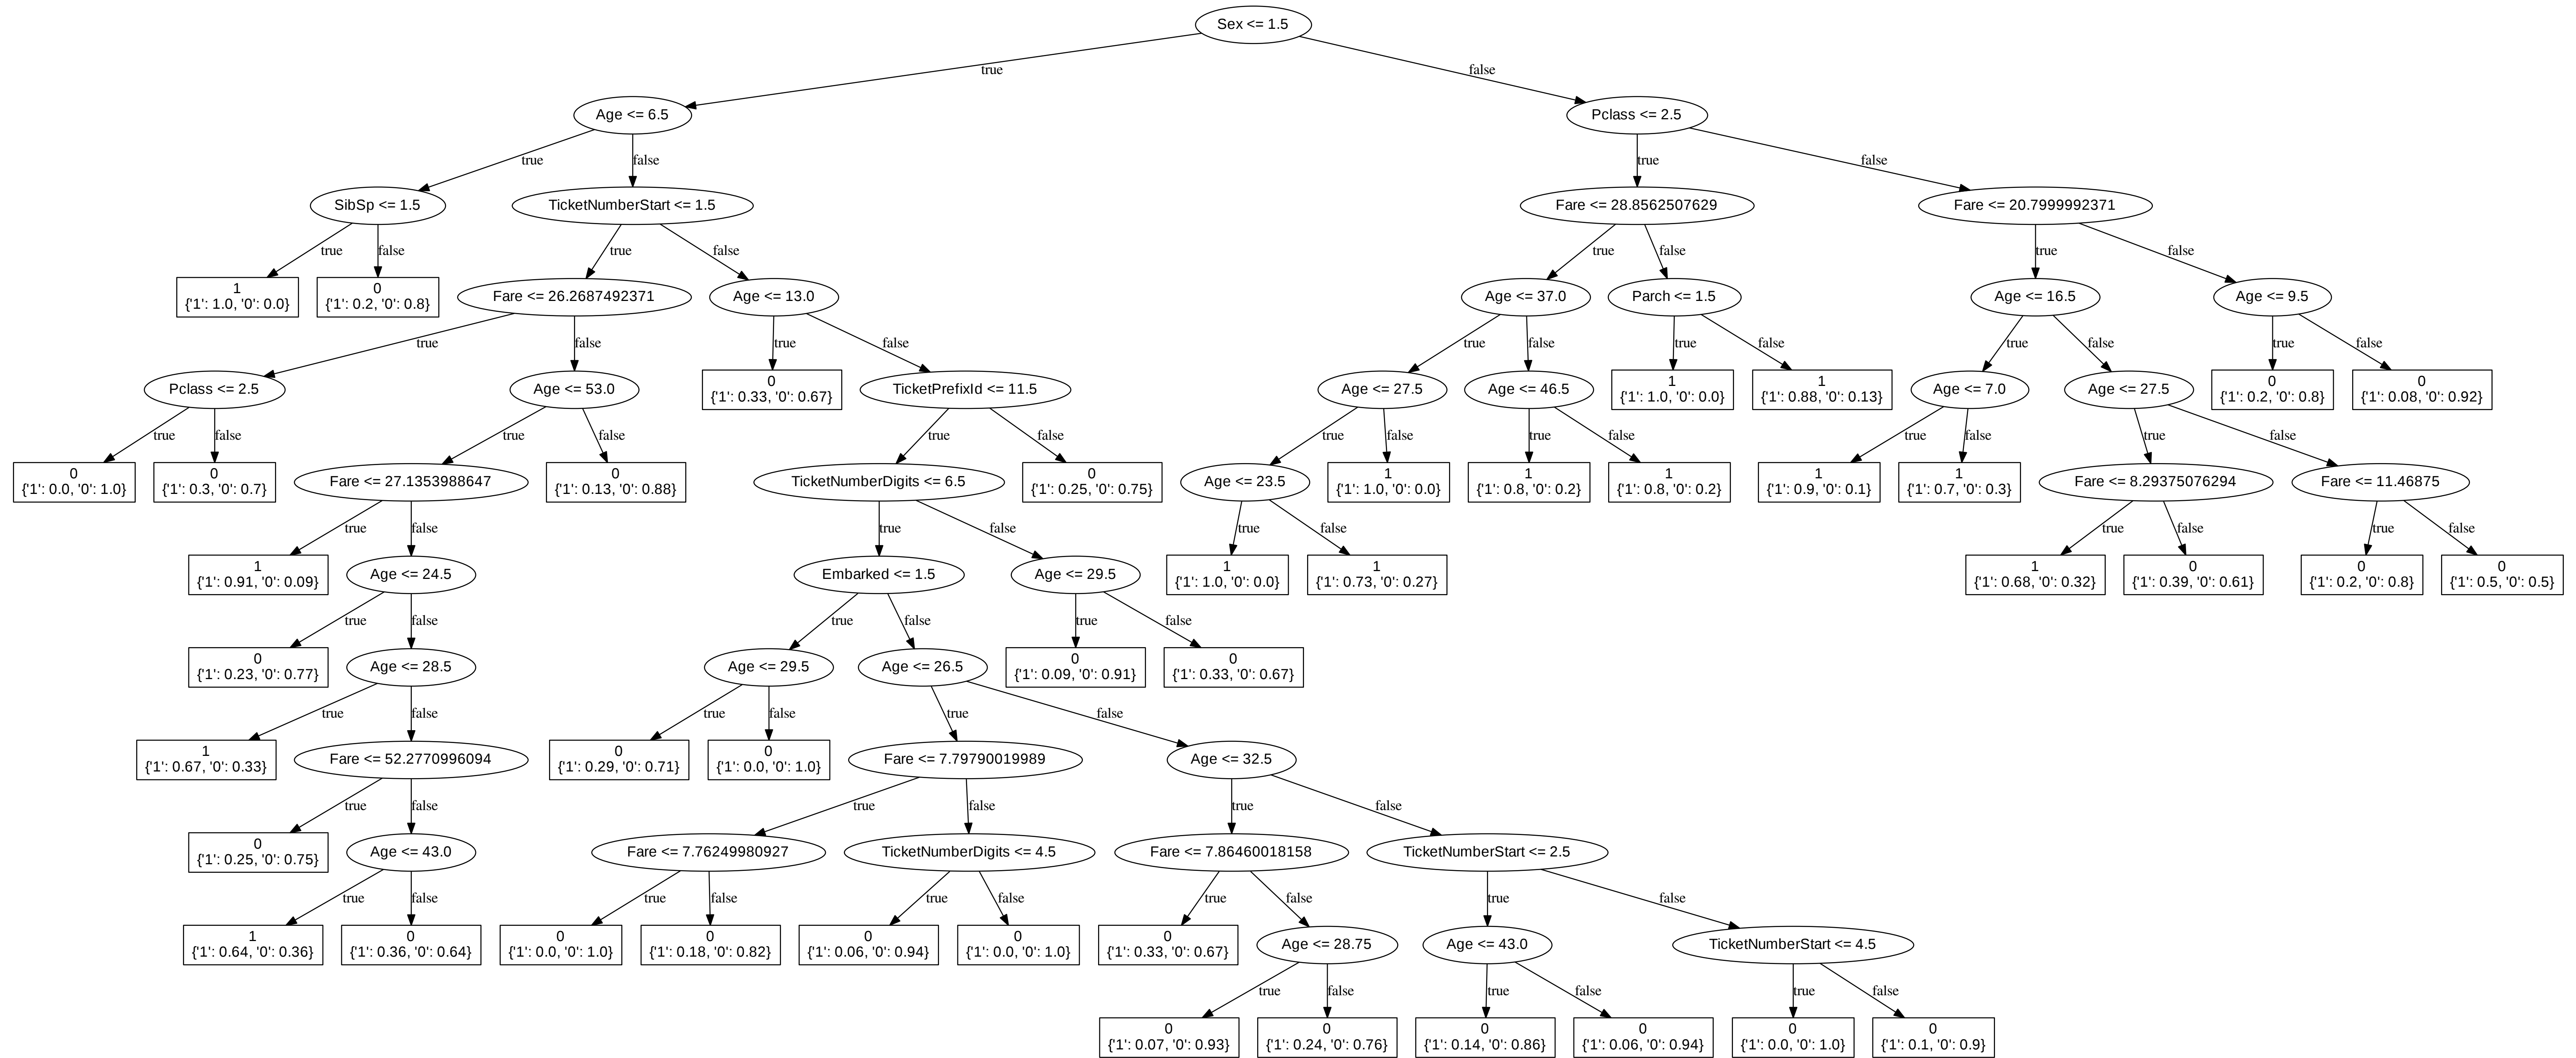 Sex <= 1.5
true
false
Age <= 6.5
Pclass <= 2.5
true
false
true
false
SibSp <= 1.5
TicketNumberStart <= 1.5
Fare <= 28.8562507629
Fare <= 20.7999992371
true
false
true
false
true
false
true
false
1
{'1': 1.0, '0': 0.0}
0
{'1': 0.2, '0': 0.8}
Fare <= 26.2687492371
Age <= 13.0
Age <= 37.0
Parch <= 1.5
Age <= 16.5
Age <= 9.5
true
false
true
false
true
false
true
false
true
false
true
false
Pclass <= 2.5
Age <= 53.0
0
{'1': 0.33, '0': 0.67}
TicketPrefixId <= 11.5
Age <= 27.5
Age <= 46.5
1
{'1': 1.0, '0': 0.0}
1
{'1': 0.88, '0': 0.13}
Age <= 7.0
Age <= 27.5
0
{'1': 0.2, '0': 0.8}
0
{'1': 0.08, '0': 0.92}
true
false
true
false
true
false
true
false
true
false
true
false
true
false
0
{'1': 0.0, '0': 1.0}
0
{'1': 0.3, '0': 0.7}
Fare <= 27.1353988647
0
{'1': 0.13, '0': 0.88}
TicketNumberDigits <= 6.5
0
{'1': 0.25, '0': 0.75}
Age <= 23.5
1
{'1': 1.0, '0': 0.0}
1
{'1': 0.8, '0': 0.2}
1
{'1': 0.8, '0': 0.2}
1
{'1': 0.9, '0': 0.1}
1
{'1': 0.7, '0': 0.3}
Fare <= 8.29375076294
Fare <= 11.46875
true
false
true
false
true
false
true
false
true
false
1
{'1': 0.91, '0': 0.09}
Age <= 24.5
Embarked <= 1.5
Age <= 29.5
1
{'1': 1.0, '0': 0.0}
1
{'1': 0.73, '0': 0.27}
1
{'1': 0.68, '0': 0.32}
0
{'1': 0.39, '0': 0.61}
0
{'1': 0.2, '0': 0.8}
0
{'1': 0.5, '0': 0.5}
true
false
true
false
true
false
0
{'1': 0.23, '0': 0.77}
Age <= 28.5
Age <= 29.5
Age <= 26.5
0
{'1': 0.09, '0': 0.91}
0
{'1': 0.33, '0': 0.67}
true
false
true
false
true
false
1
{'1': 0.67, '0': 0.33}
Fare <= 52.2770996094
0
{'1': 0.29, '0': 0.71}
0
{'1': 0.0, '0': 1.0}
Fare <= 7.79790019989
Age <= 32.5
true
false
true
false
true
false
0
{'1': 0.25, '0': 0.75}
Age <= 43.0
Fare <= 7.76249980927
TicketNumberDigits <= 4.5
Fare <= 7.86460018158
TicketNumberStart <= 2.5
true
false
true
false
true
false
true
false
true
false
1
{'1': 0.64, '0': 0.36}
0
{'1': 0.36, '0': 0.64}
0
{'1': 0.0, '0': 1.0}
0
{'1': 0.18, '0': 0.82}
0
{'1': 0.06, '0': 0.94}
0
{'1': 0.0, '0': 1.0}
0
{'1': 0.33, '0': 0.67}
Age <= 28.75
Age <= 43.0
TicketNumberStart <= 4.5
true
false
true
false
true
false
0
{'1': 0.07, '0': 0.93}
0
{'1': 0.24, '0': 0.76}
0
{'1': 0.14, '0': 0.86}
0
{'1': 0.06, '0': 0.94}
0
{'1': 0.0, '0': 1.0}
0
{'1': 0.1, '0': 0.9}